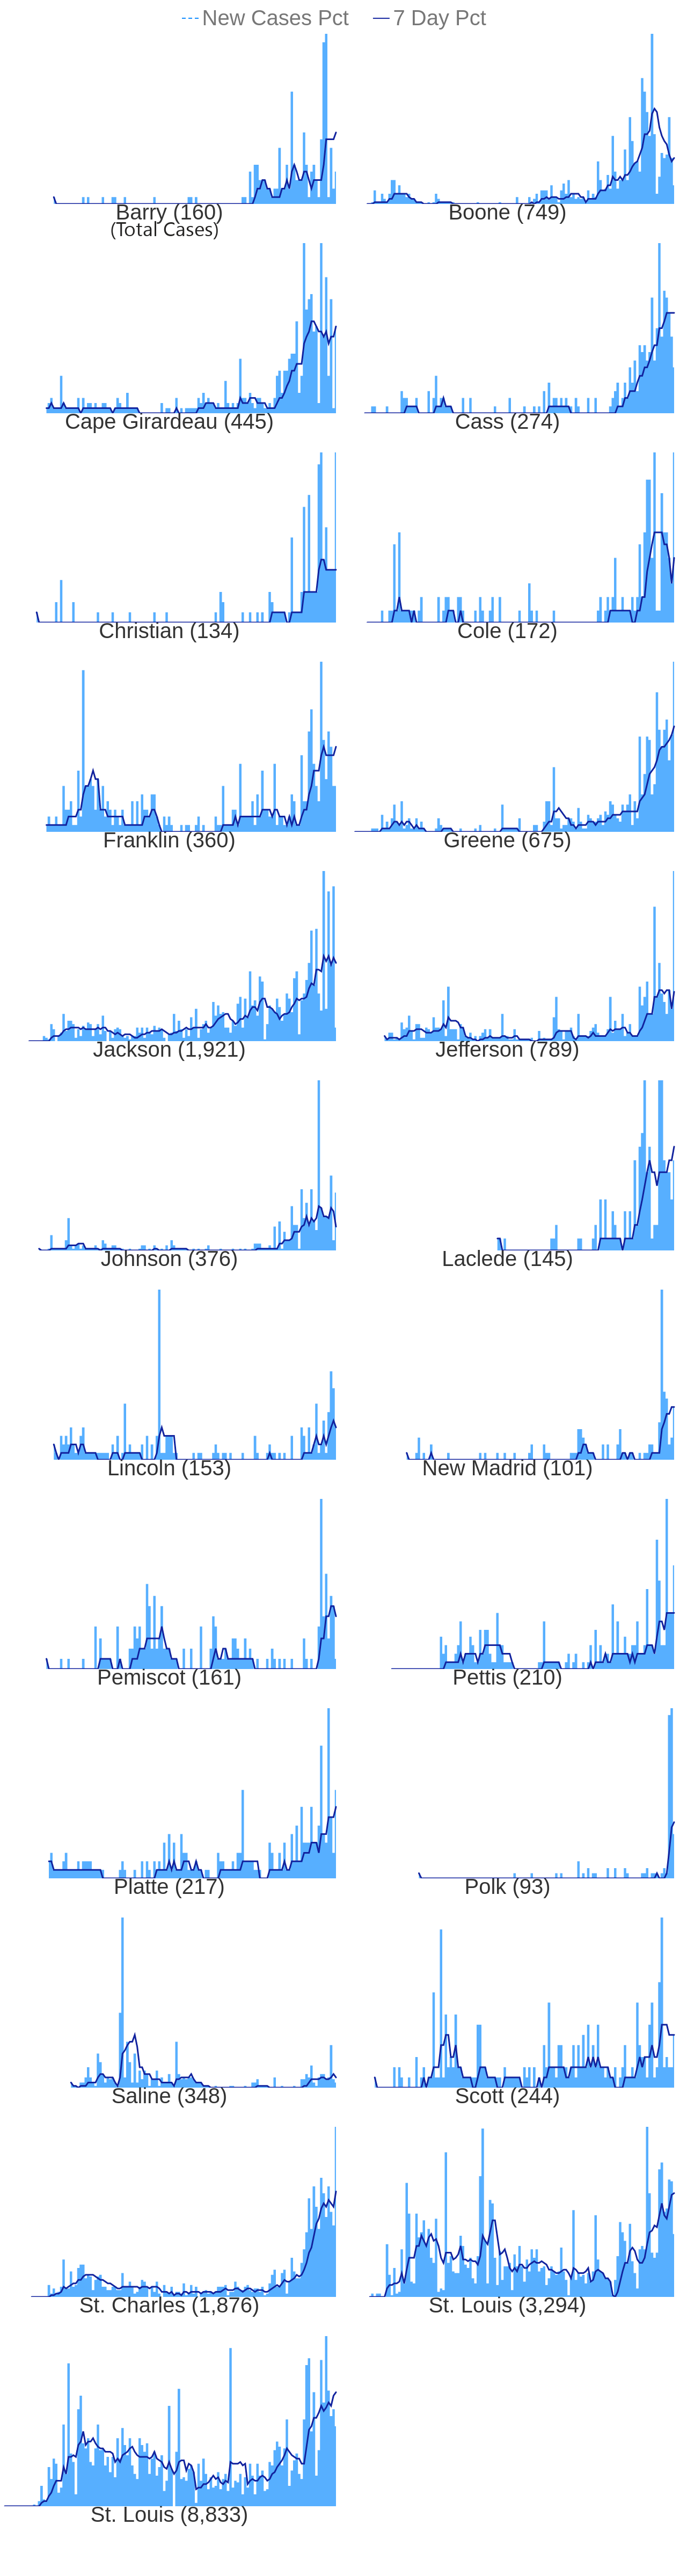 New Cases Pct 7 Day Pct
Barry (160) Boone (749)
(Total Cases)
Cape Girardeau (445) Cass (274)
Christian (134) Cole (172)
Franklin (360) Greene (675)
Jackson (1,921) Jefferson (789)
Johnson (376) Laclede (145)
Lincoln (153) New Madrid (101)
Pemiscot (161) Pettis (210)
Platte (217) Polk (93)
Saline (348) Scott (244)
St. Charles (1,876) St. Louis (3,294)
St. Louis (8,833)